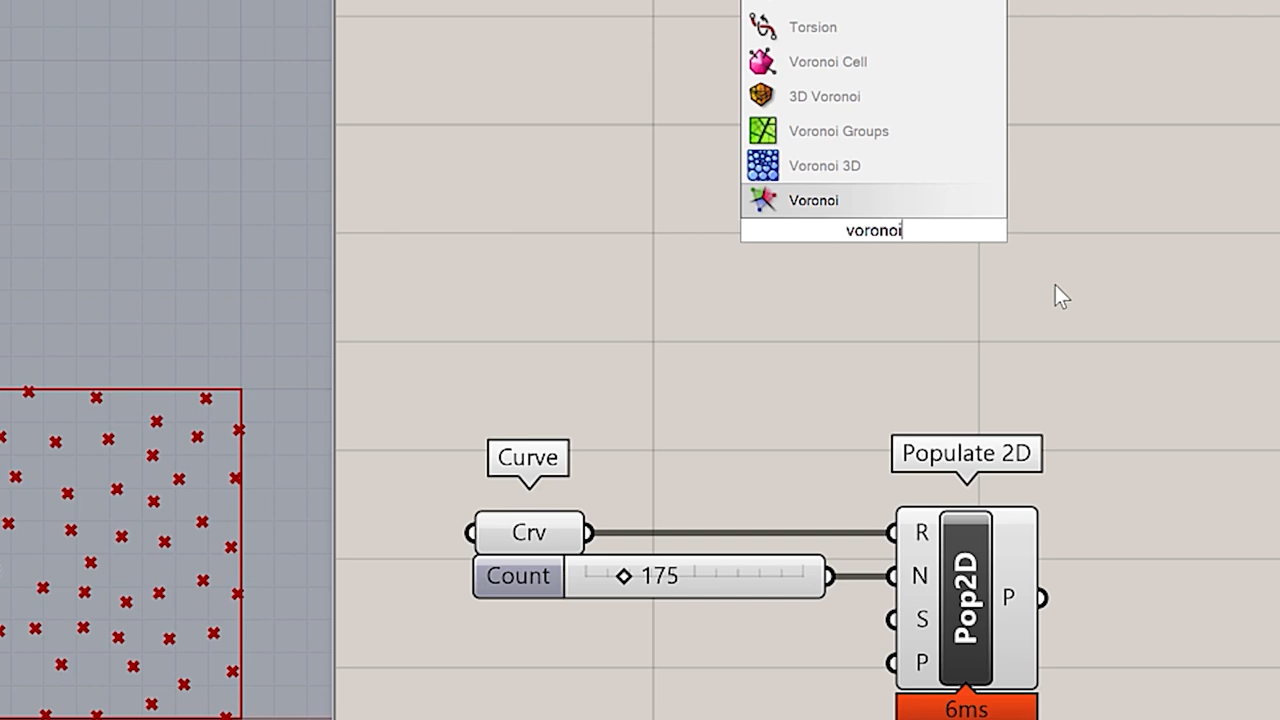 Torsion
Voronoi Cell
3D Voronoi
Voronoi Groups
Voronoi 3D
Voronoi
voronoi
Curve
Populate 2D
Crv
R
Count
175
N
S
P
Pop2D
P
6ms